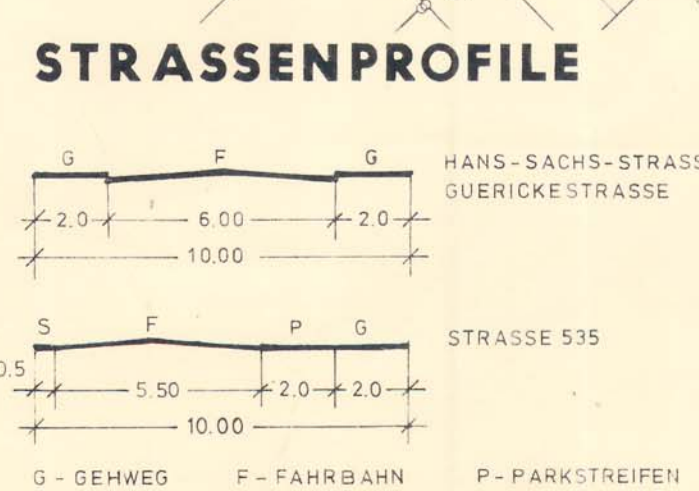 STRASSENPROFILE
G F G
HANS-SACHS-STRASS
GUERICKESTRASSE
2.0 6.00 2.0
10.00
S F P G
STRASSE 535
0.5 5.50 2.0 2.0
10.00
G - GEHWEG F - FAHRBAHN P - PARKSTREIFEN